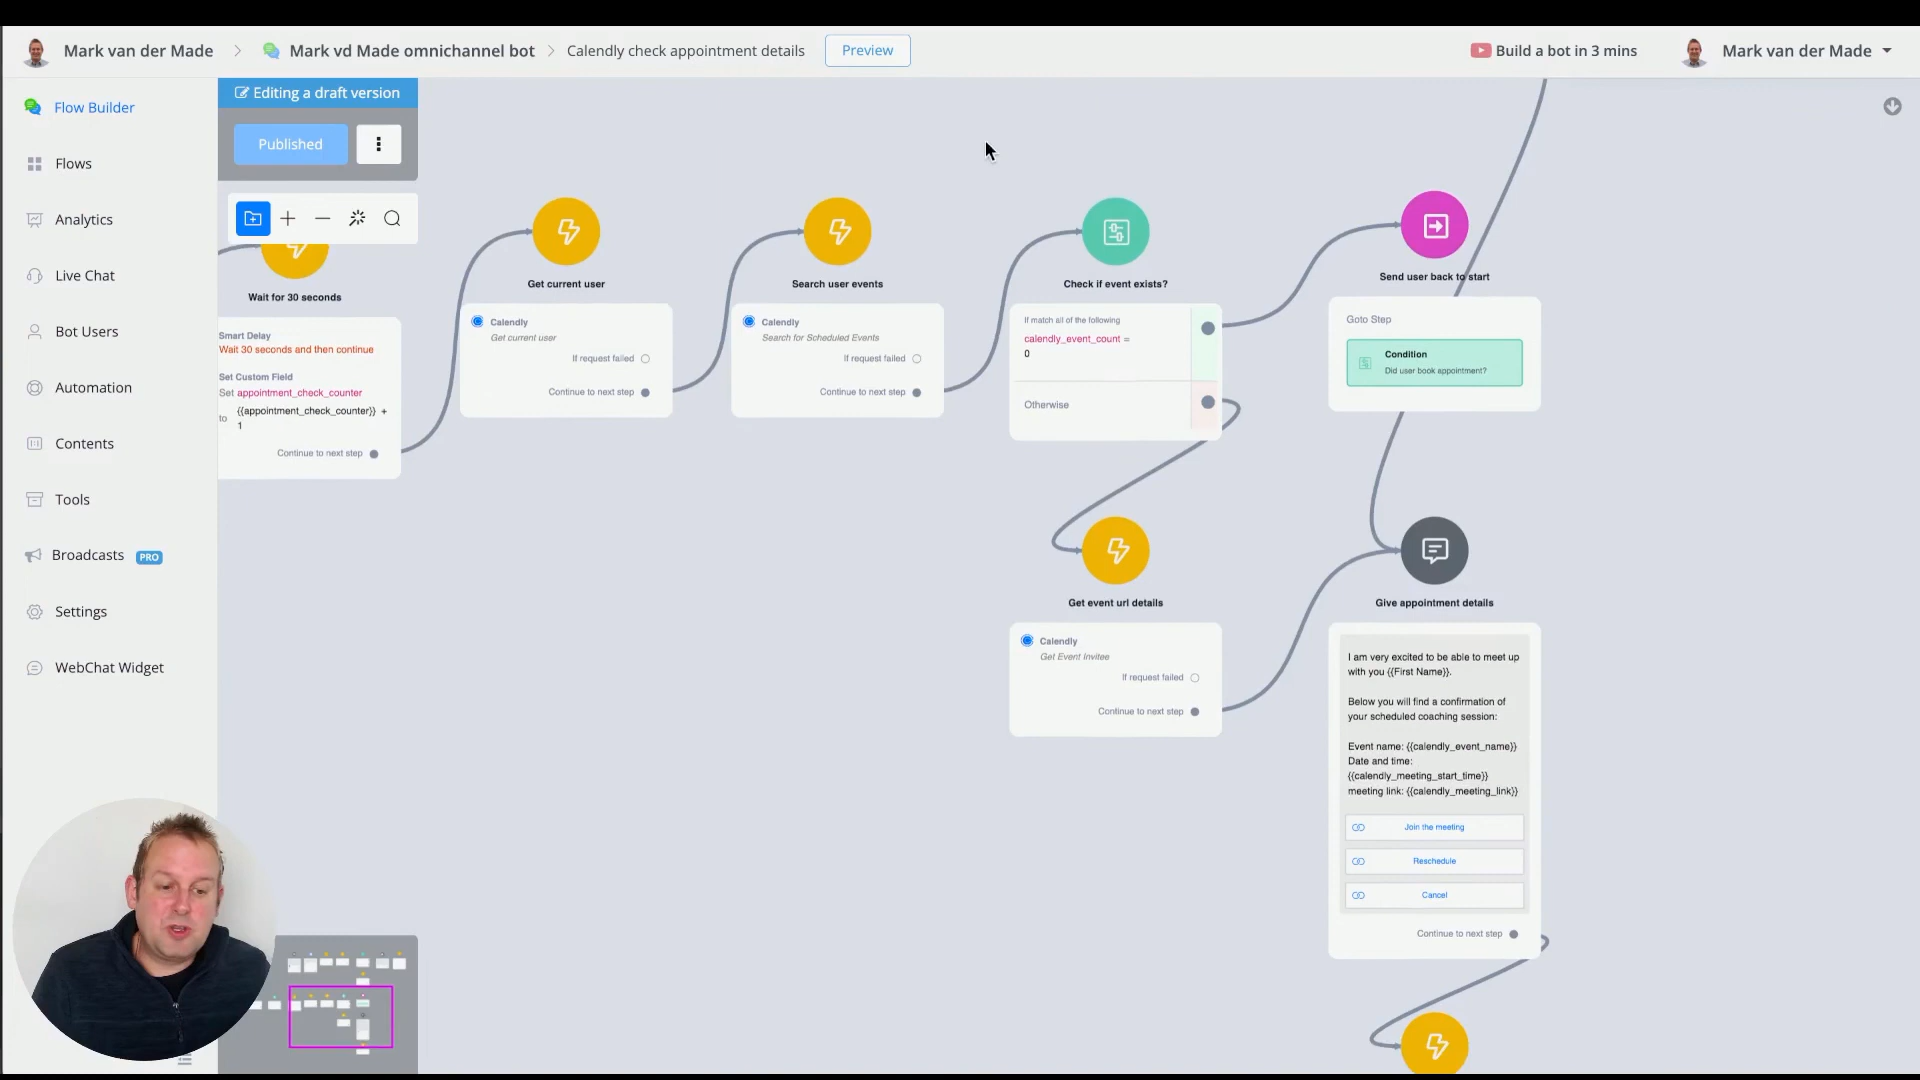 Mark van der Made
Mark vd Made omnichannel bot
Calendly check appointment details
Preview
Build a bot in 3 mins
Mark van der Made
Flow Builder
Flows
Analytics
Live Chat
Bot Users
Automation
Contents
Tools
Broadcasts PRO
Settings
WebChat Widget
Editing a draft version
Published
Wait for 30 seconds
Smart Delay
Wait 30 seconds and then continue
Set Custom Field
Set appointment_check_counter
to {{appointment_check_counter}} +
1
Continue to next step
Get current user
Calendly
Get current user
If request failed
Continue to next step
Search user events
Calendly
Search for Scheduled Events
If request failed
Continue to next step
Check if event exists?
If match all of the following
calendly_event_count =
0
Otherwise
Send user back to start
Goto Step
Condition
Did user book appointment?
Get event url details
Calendly
Get Event Invitee
If request failed
Continue to next step
Give appointment details
I am very excited to be able to meet up
with you {{First Name}}.
Below you will find a confirmation of
your scheduled coaching session:
Event name: {{calendly_event_name}}
Date and time:
{{calendly_meeting_start_time}}
meeting link: {{calendly_meeting_link}}
Join the meeting
Reschedule
Cancel
Continue to next step